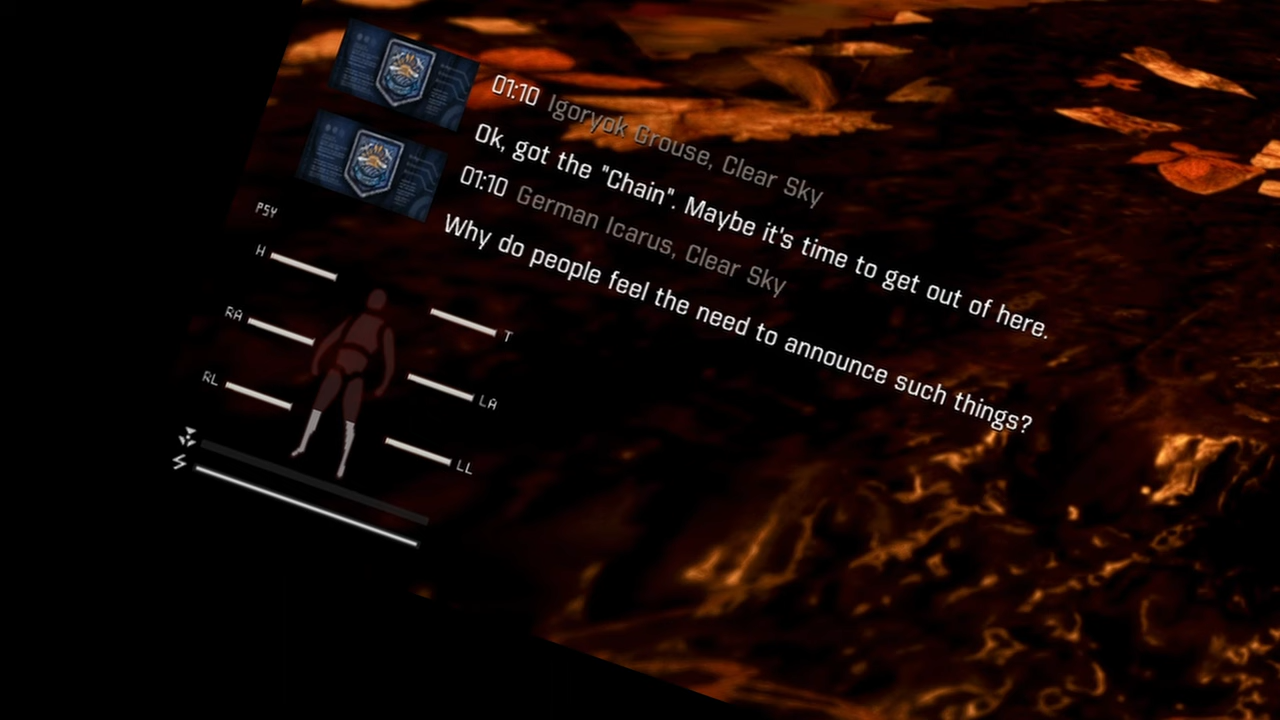 01:10 Igoryok Grouse, Clear Sky
Ok, got the "Chain". Maybe it's time to get out of here.
01:10 German Icarus, Clear Sky
Why do people feel the need to announce such things?
PSY
H
T
RA
LA
RL
LL